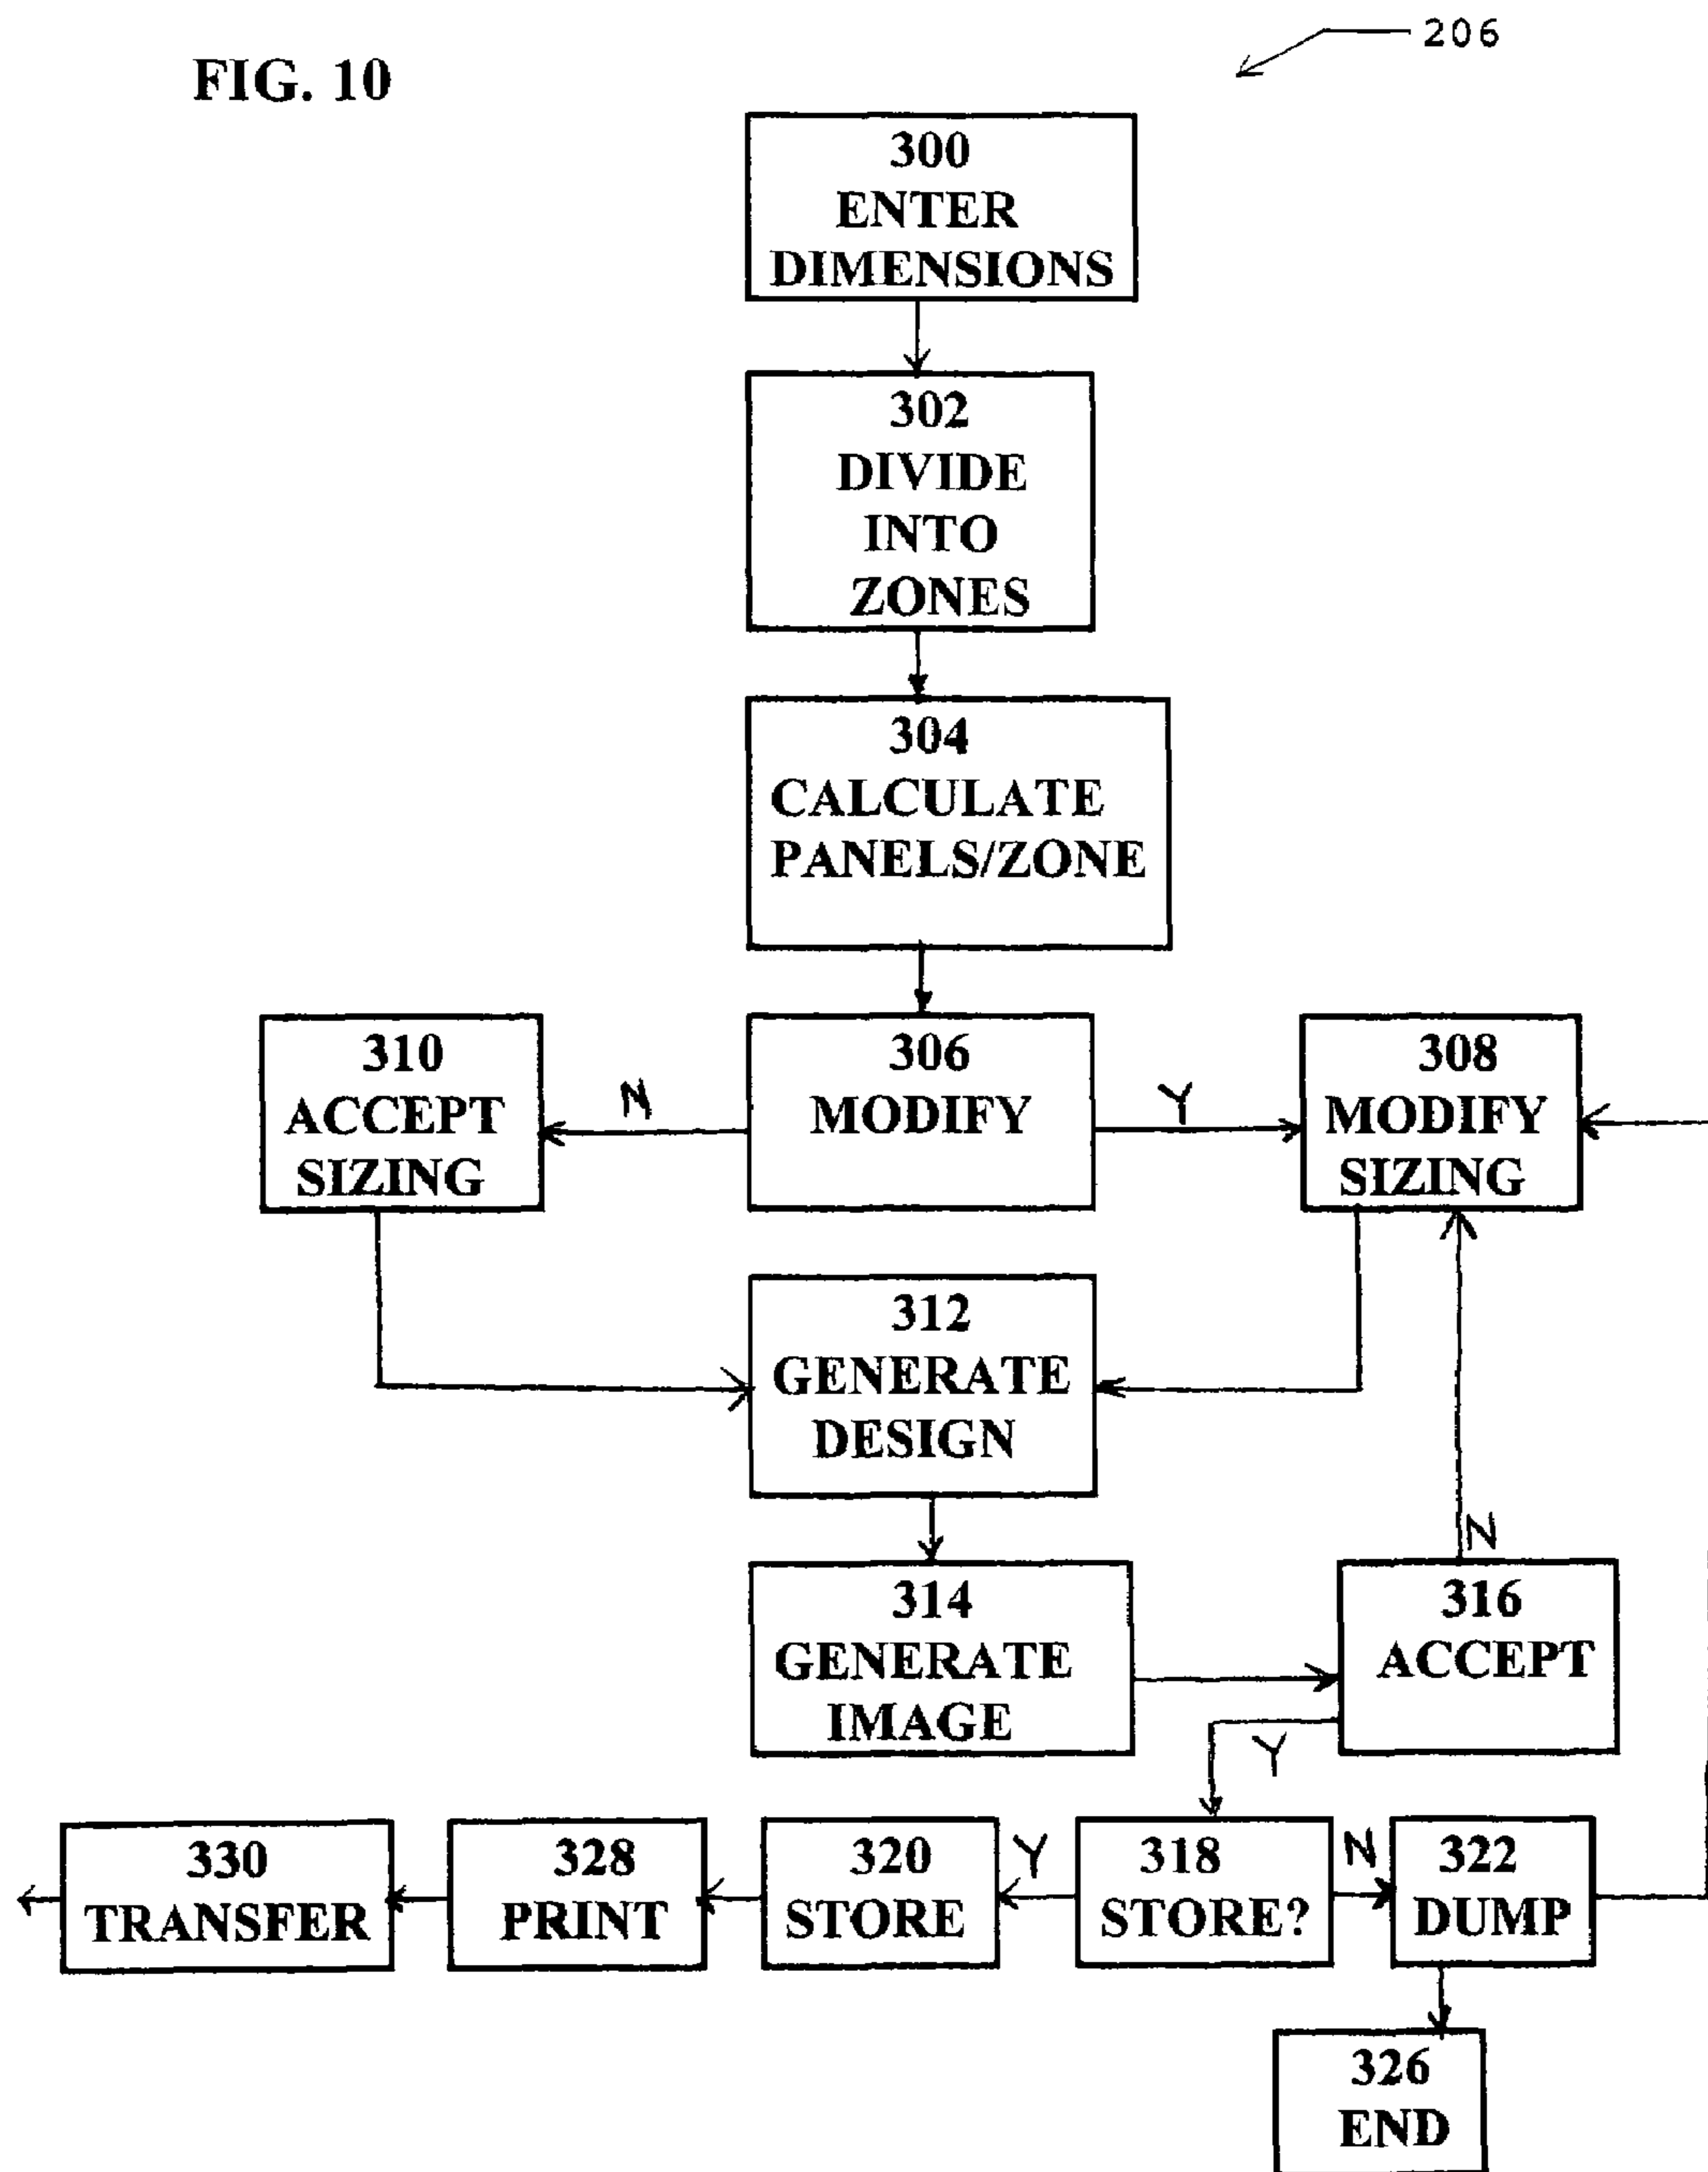 206
FIG. 10
300
ENTER
DIMENSIONS
302
DIVIDE
INTO
ZONES
304
CALCULATE
PANELS/ZONE
310
ACCEPT
SIZING
N
306
MODIFY
Y
308
MODIFY
SIZING
312
GENERATE
DESIGN
N
314
GENERATE
IMAGE
316
ACCEPT
Y
330
TRANSFER
328
PRINT
320
STORE
Y
318
STORE?
N
322
DUMP
326
END